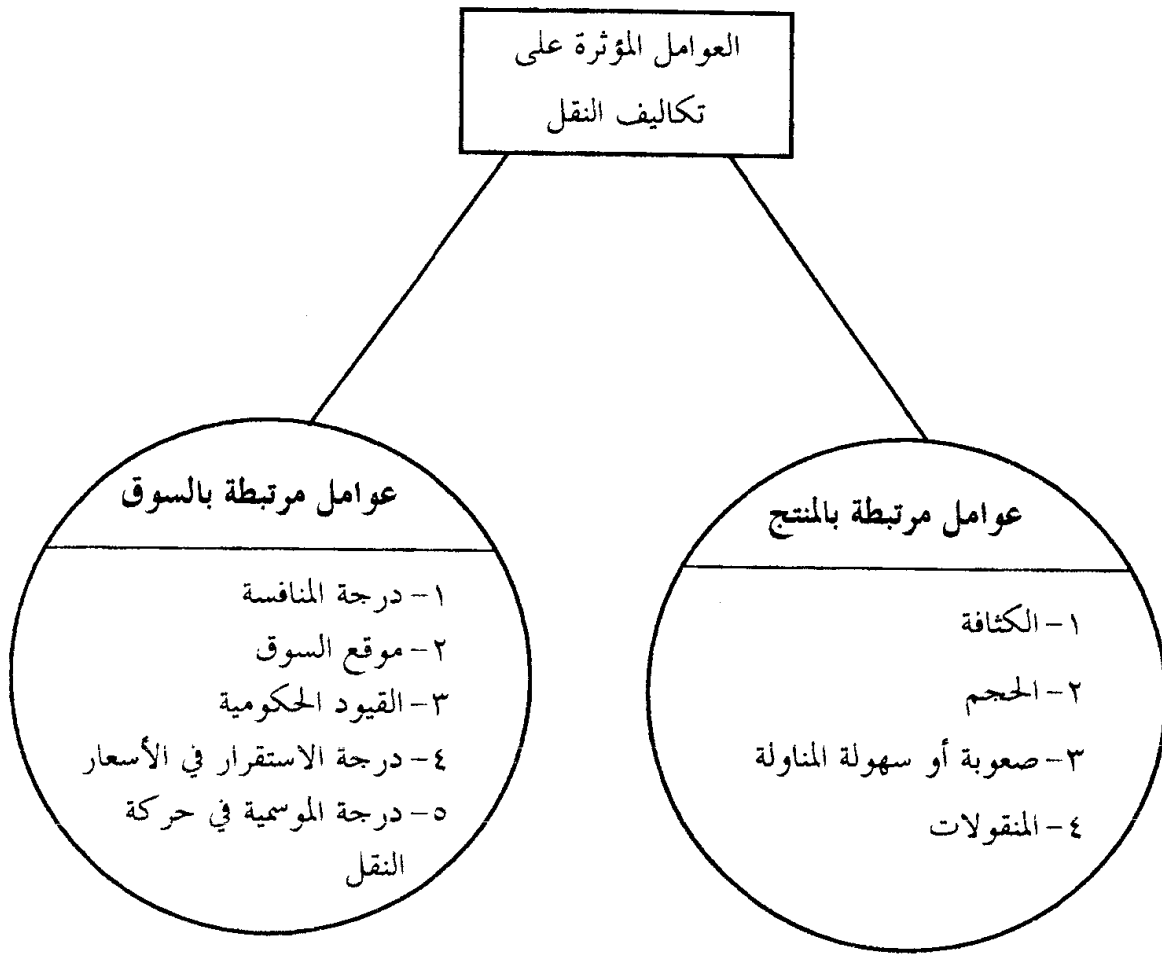 العوامل المؤثرة على
تكاليف النقل
عوامل مرتبطة بالمنتج
١- الكثافة
٢- الحجم
٣- صعوبة أو سهولة المناولة
٤- المنقولات
عوامل مرتبطة بالسوق
١- درجة المنافسة
٢- موقع السوق
٣- القيود الحكومية
٤- درجة الاستقرار في الأسعار
٥- درجة الموسمية في حركة
النقل